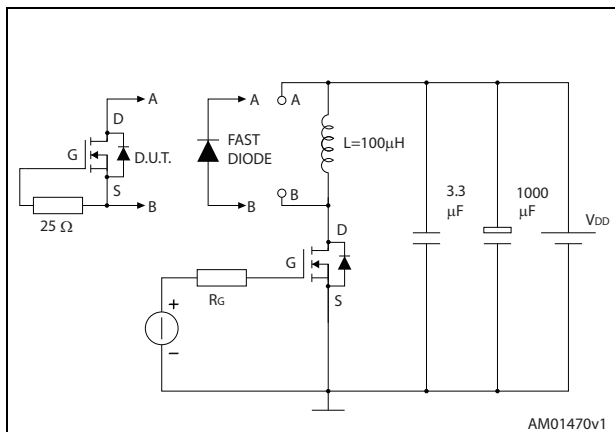 A
A
A
D
FAST
DIODE
L=100µH
G
D.U.T.
S
B
B
B
25 Ω
3.3
µF
1000
µF
VDD
D
G
S
RG
+
−
AM01470v1